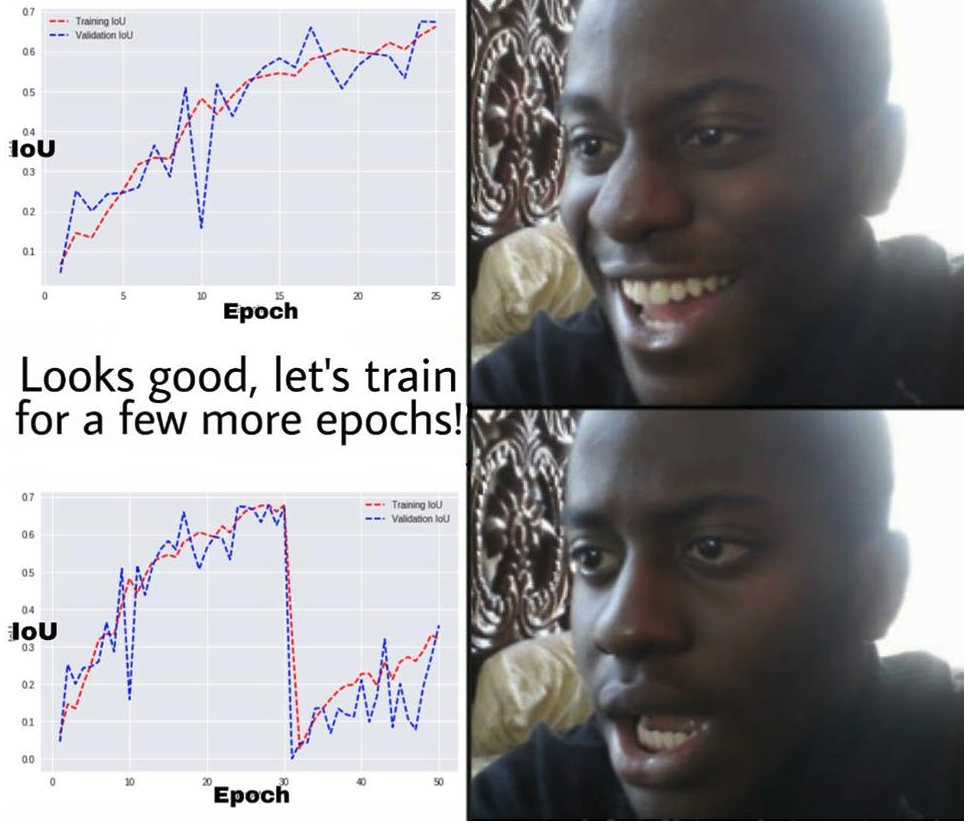 0.7
Training IoU
Validation IoU
0.6
0.5
0.4
IoU
0.3
0.2
0.1
0 5 10 15 20 25
Epoch
Looks good, let's train
for a few more epochs!
0.7
Training IoU
Validation IoU
0.6
0.5
0.4
IoU
0.3
0.2
0.1
0.0
0 10 20 30 40 50
Epoch